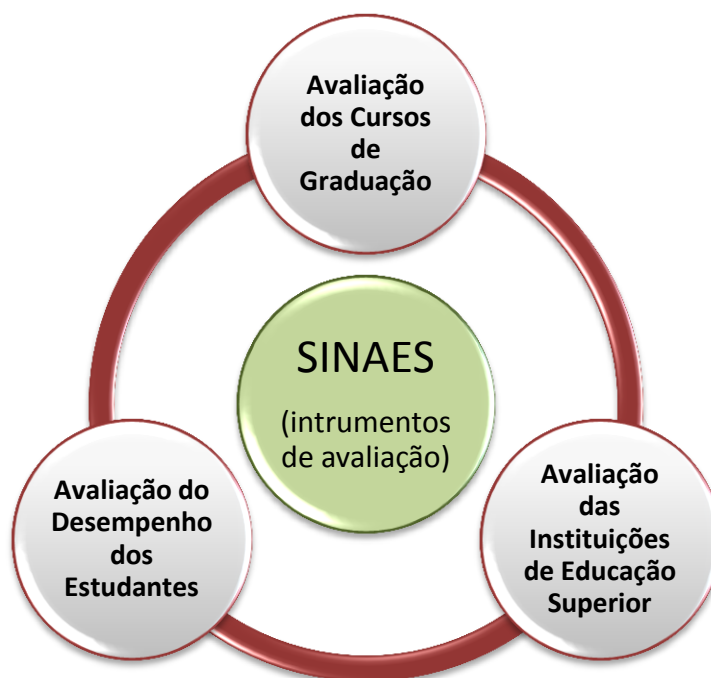 Avaliação
dos Cursos
de
Graduação
SINAES
(intrumentos
de avaliação)
Avaliação do
Desempenho
dos
Estudantes
Avaliação
das
Instituições
de Educação
Superior